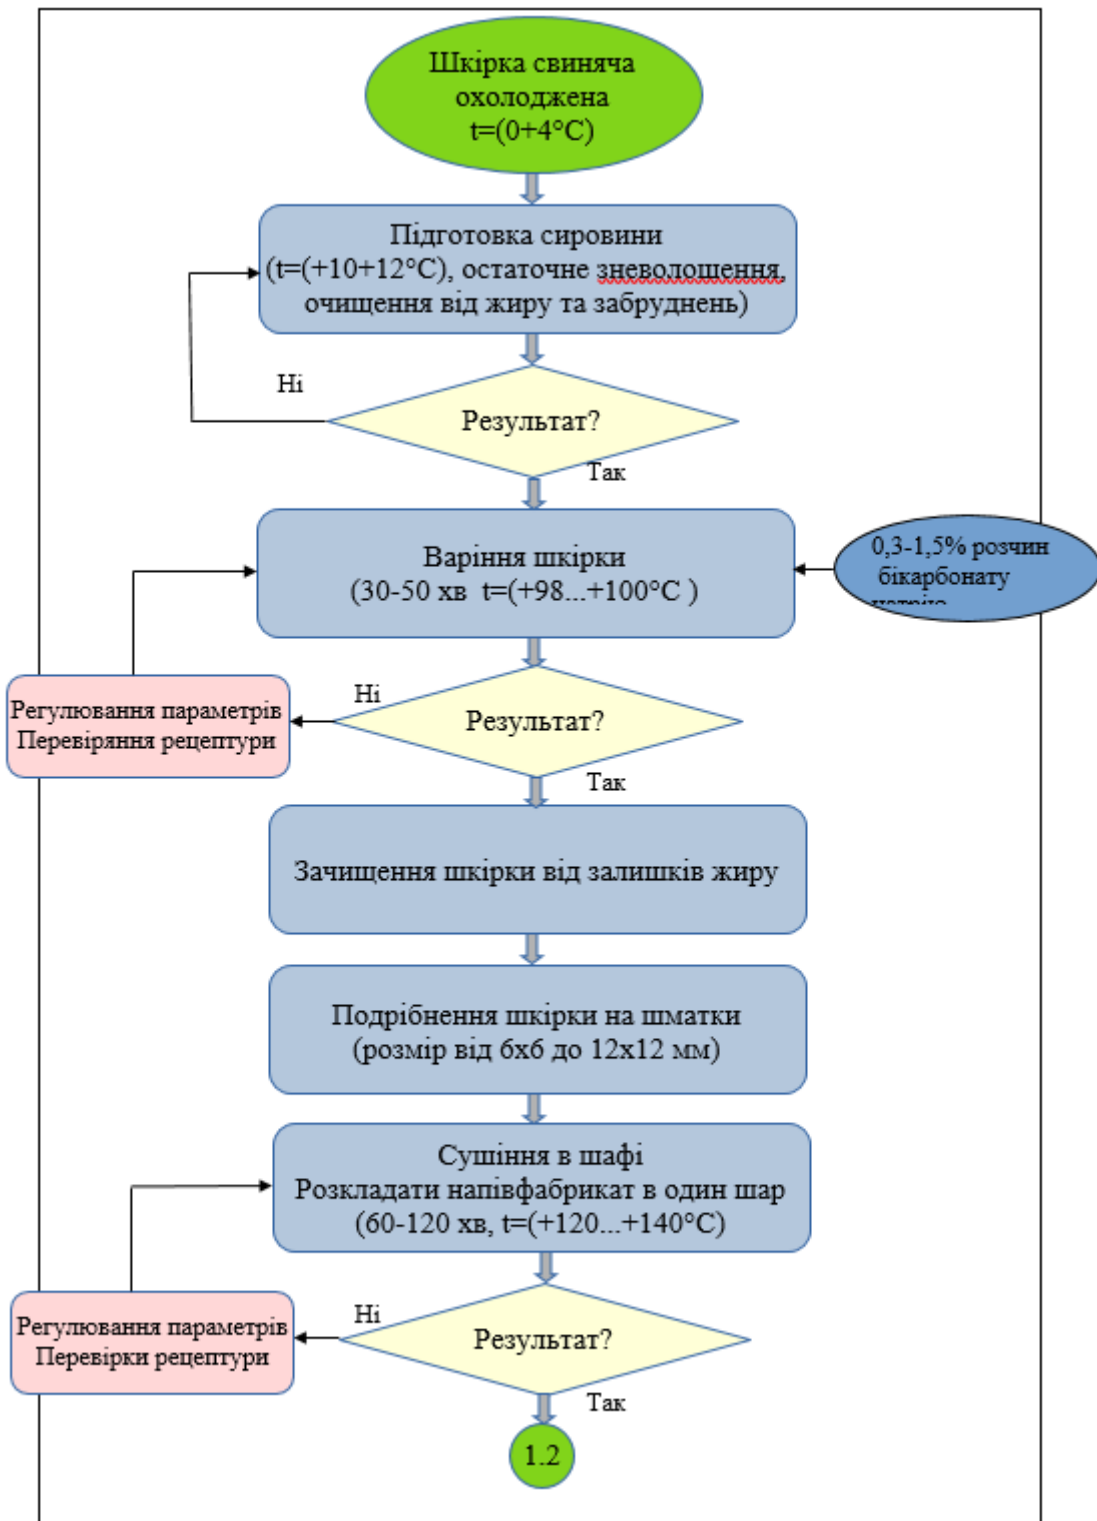 Шкірка свиняча
охолоджена
t=(0+4°C)
Підготовка сировини
(t=(+10+12°C), остаточне зневолошення,
очищення від жиру та забруднень)
Ні
Результат?
Так
Варіння шкірки
(30-50 хв t=(+98...+100°C )
0,3-1,5% розчин
бікарбонату
Регулювання параметрів
Перевіряння рецептури
Ні
Результат?
Так
Зачищення шкірки від залишків жиру
Подрібнення шкірки на шматки
(розмір від 6х6 до 12х12 мм)
Сушіння в шафі
Розкладати напівфабрикат в один шар
(60-120 хв, t=(+120...+140°C)
Регулювання параметрів
Перевірки рецептури
Ні
Результат?
Так
1.2